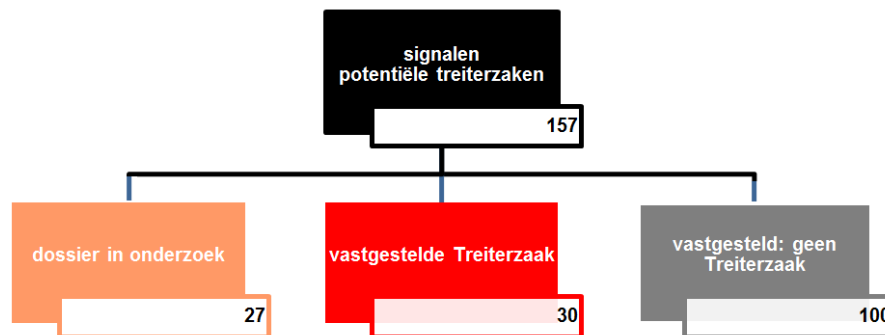 signalen
potentiële treiterzaken
157
dossier in onderzoek
27
vastgestelde Treiterzaak
30
vastgesteld: geen
Treiterzaak
100